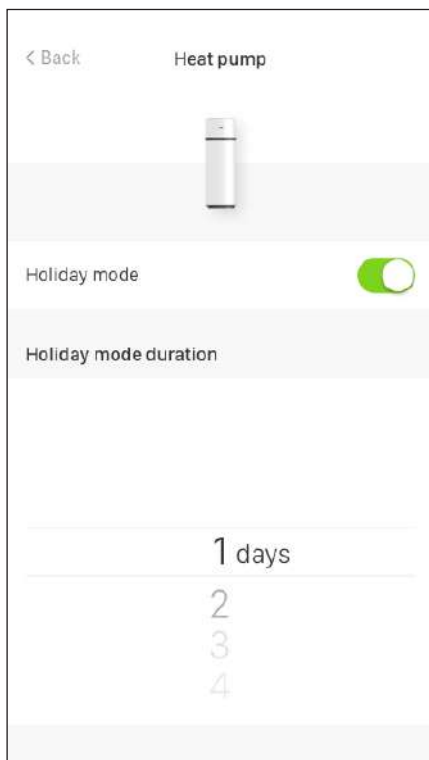 < Back Heat pump
Holiday mode
Holiday mode duration
1 days
2
3
4